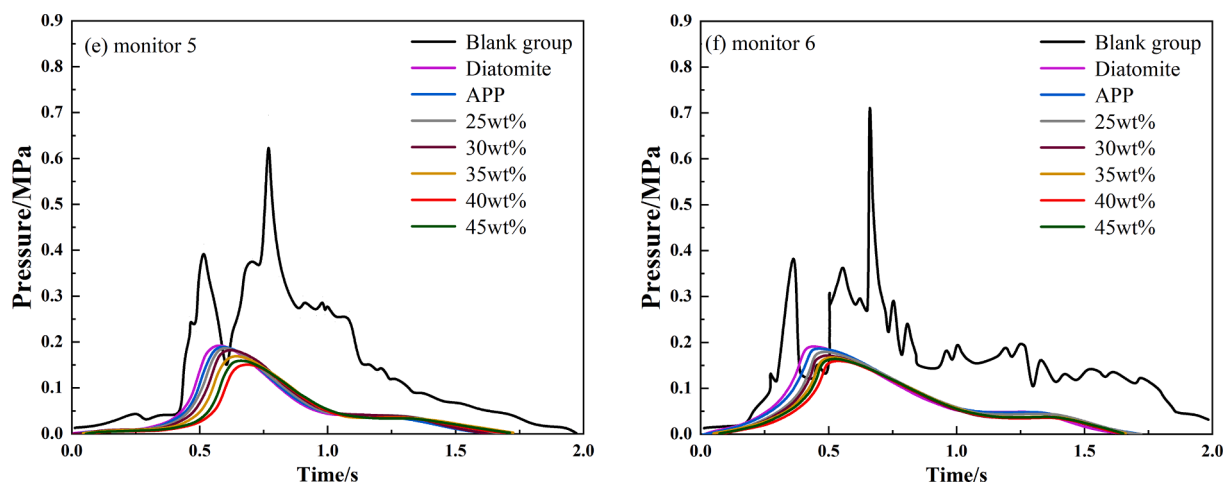 (e) monitor 5
Blank group
Diatomite
APP
25wt%
30wt%
35wt%
40wt%
45wt%
Pressure/MPa
0.9
0.8
0.7
0.6
0.5
0.4
0.3
0.2
0.1
0.0
0.0 0.5 1.0 1.5 2.0
Time/s
(f) monitor 6
Blank group
Diatomite
APP
25wt%
30wt%
35wt%
40wt%
45wt%
Pressure/MPa
0.9
0.8
0.7
0.6
0.5
0.4
0.3
0.2
0.1
0.0
0.0 0.5 1.0 1.5 2.0
Time/s